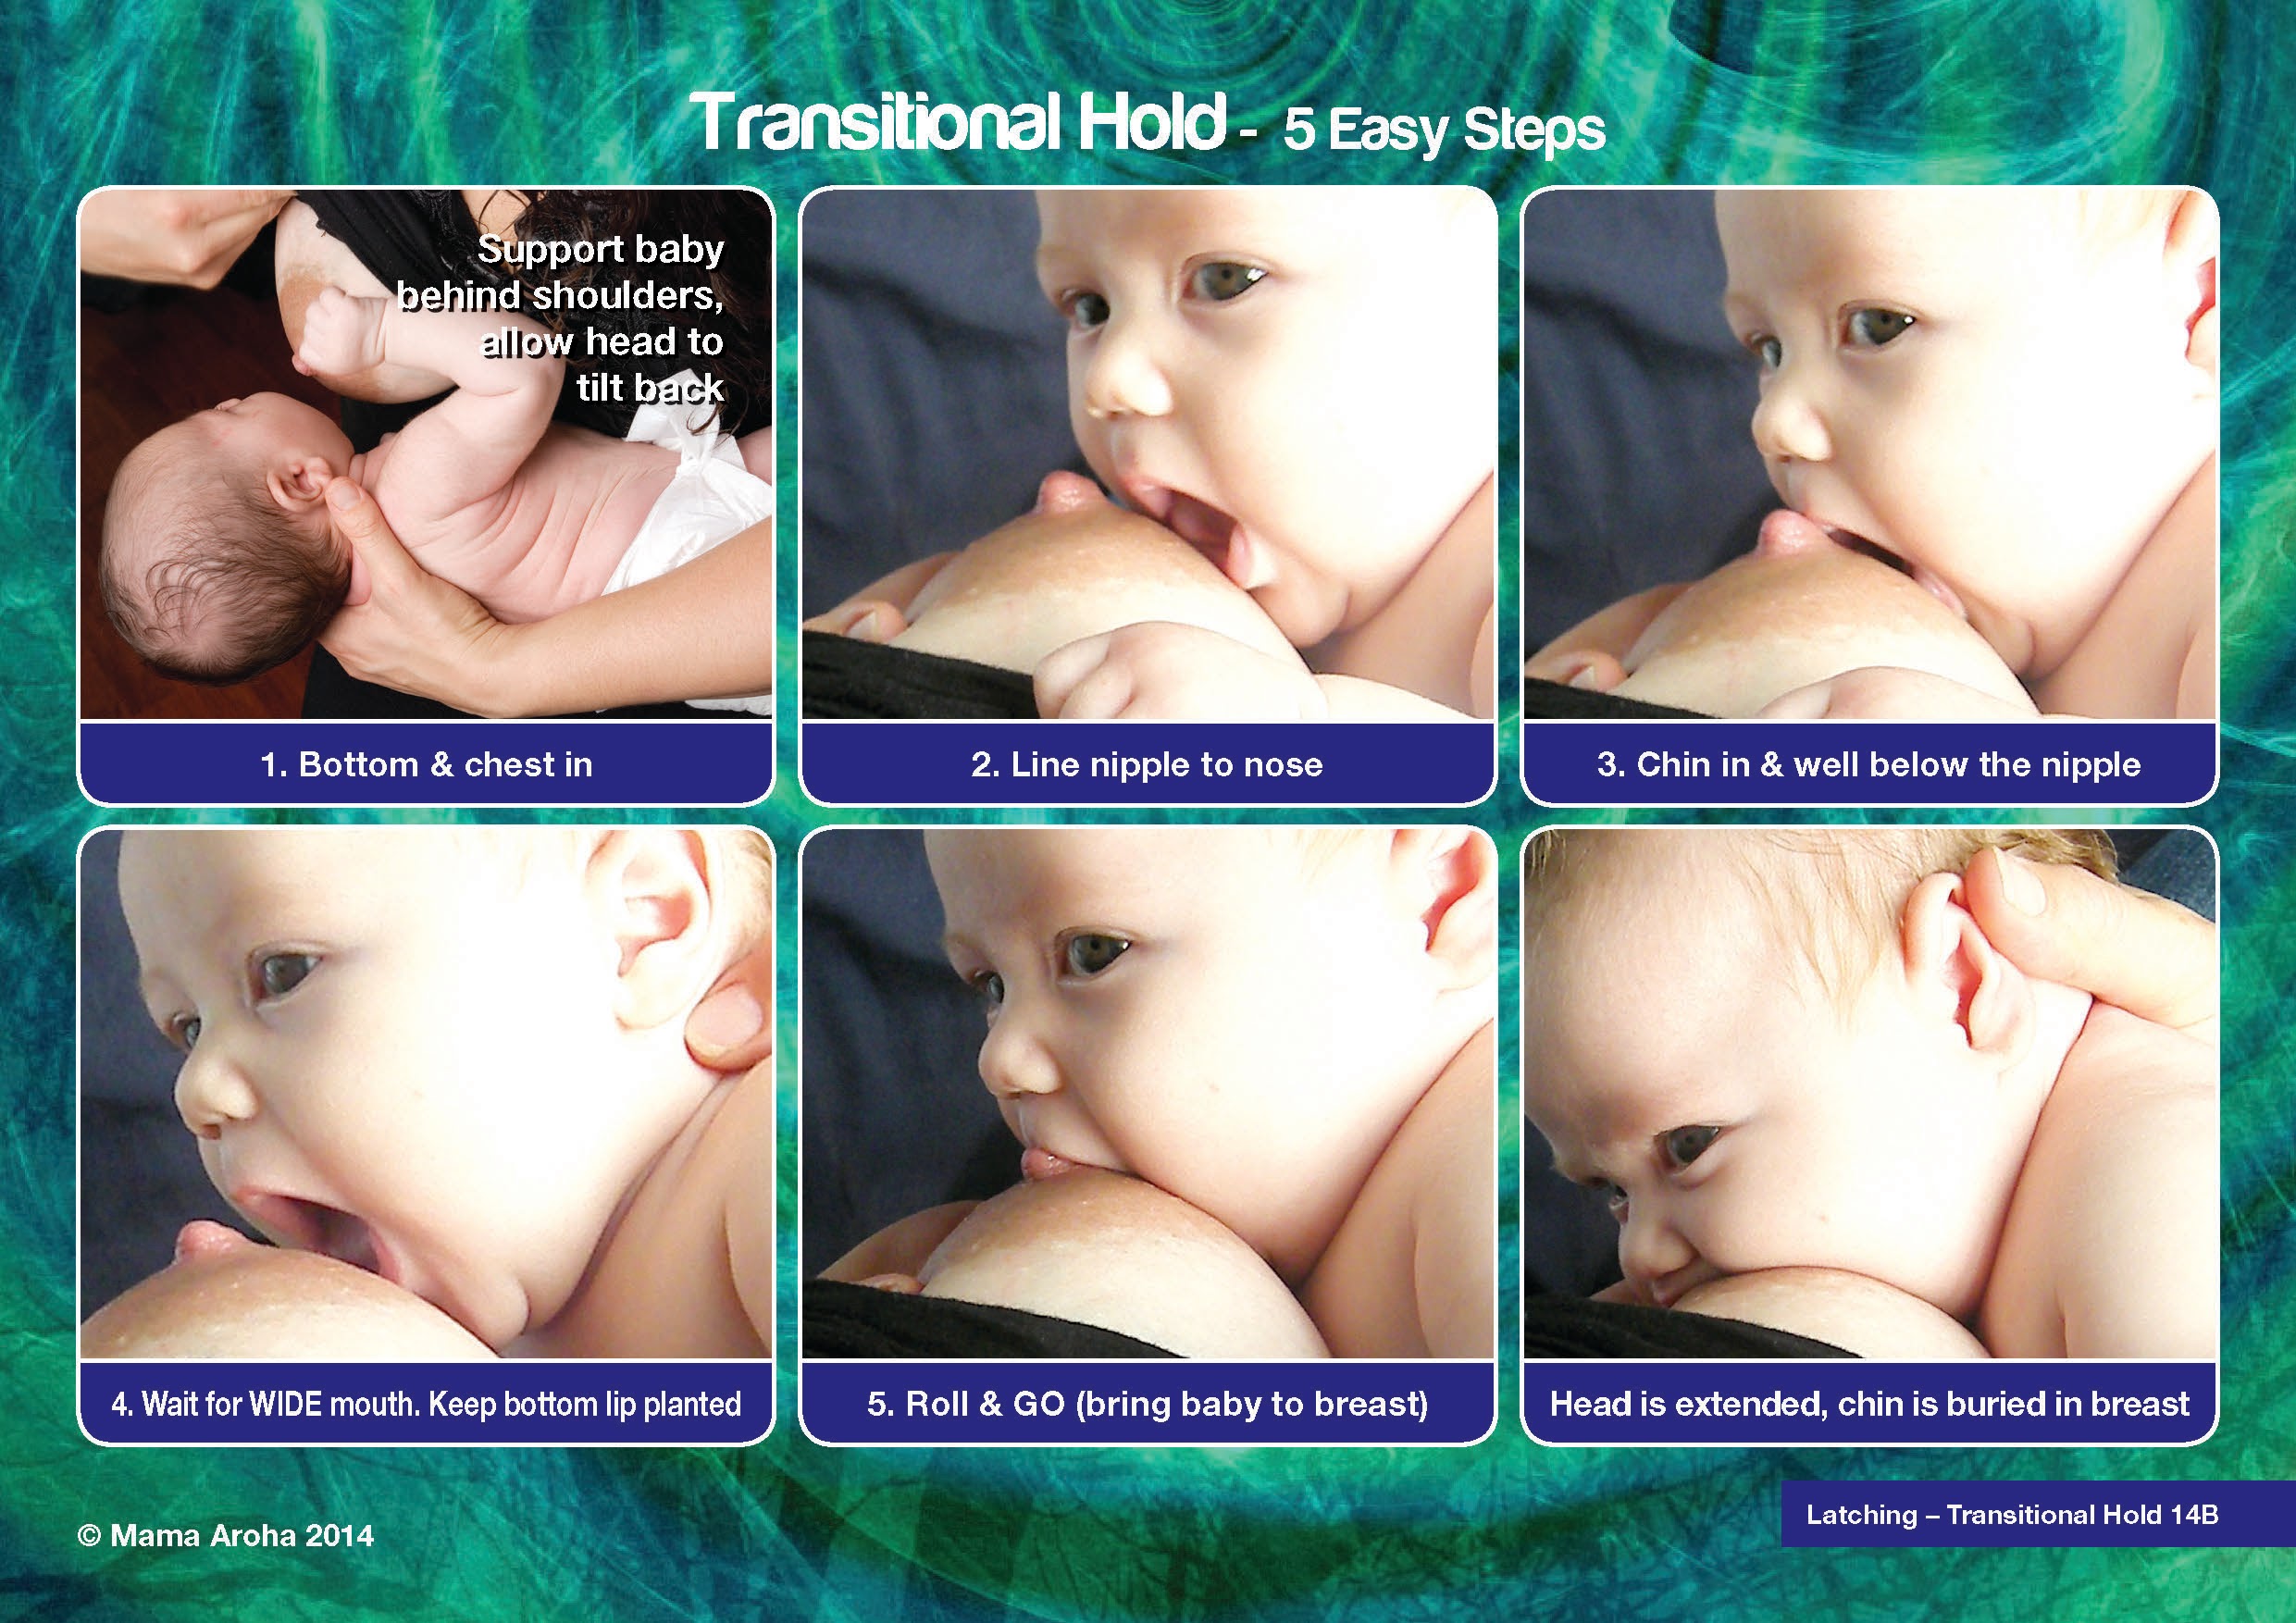 Transitional Hold - 5 Easy Steps
Support baby
behind shoulders,
allow head to
tilt back
1. Bottom & chest in
2. Line nipple to nose
3. Chin in & well below the nipple
4. Wait for WIDE mouth. Keep bottom lip planted
5. Roll & GO (bring baby to breast)
Head is extended, chin is buried in breast
Latching – Transitional Hold 14B
© Mama Aroha 2014